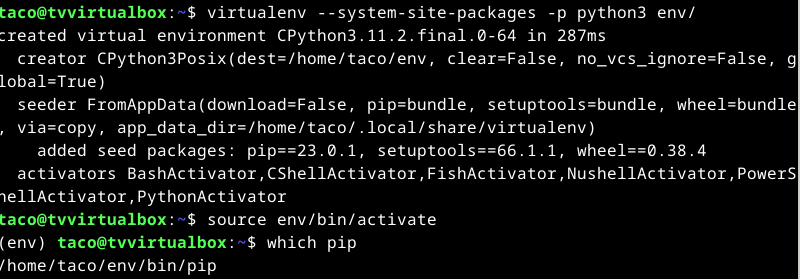 taco@tvvirtualbox:~$ virtualenv --system-site-packages -p python3 env/
created virtual environment CPython3.11.2.final.0-64 in 287ms
  creator CPython3Posix(dest=/home/taco/env, clear=False, no_vcs_ignore=False, g
lobal=True)
  seeder FromAppData(download=False, pip=bundle, setuptools=bundle, wheel=bundle
, via=copy, app_data_dir=/home/taco/.local/share/virtualenv)
    added seed packages: pip==23.0.1, setuptools==66.1.1, wheel==0.38.4
  activators BashActivator,CShellActivator,FishActivator,NushellActivator,PowerS
hellActivator,PythonActivator
taco@tvvirtualbox:~$ source env/bin/activate
(env) taco@tvvirtualbox:~$ which pip
/home/taco/env/bin/pip